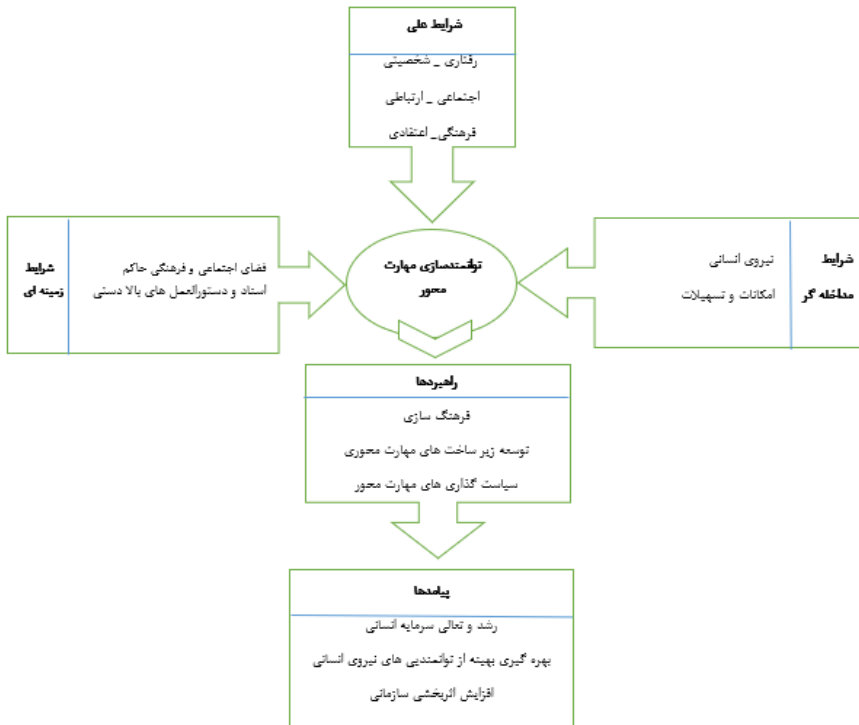 شرایط علی
رفتاری _ شخصیتی
اجتماعی _ ارتباطی
فرهنگی_ اعتقادی
شرایط
مداخله گر
نیروی انسانی
امکانات و تسهیلات
توانمندسازی مهارت
محور
فضای اجتماعی و فرهنگی حاکم
اسناد و دستورالعمل های بالا دستی
شرایط
زمینه ای
راهبردها
فرهنگ سازی
توسعه زیر ساخت های مهارت محوری
سیاست گذاری های مهارت محور
پیامدها
رشد و تعالی سرمایه انسانی
بهره گیری بهینه از توانمندیی های نیروی انسانی
افزایش اثربخشی سازمانی